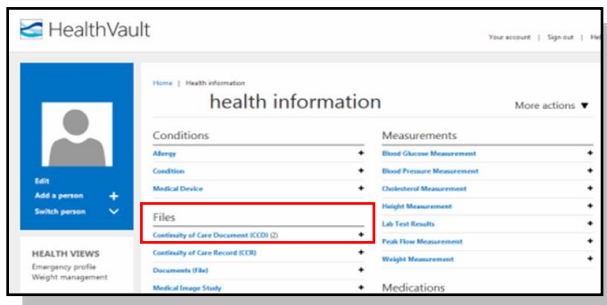 HealthVault
Your account | Sign out | Hel
Home | Health information
health information
More actions ▼
Edit
Add a person +
Switch person
HEALTH VIEWS
Emergency profile
Weight management
Conditions
Allergy +
Condition +
Medical Device +
Files
Continuity of Care Document (CCD) (2) +
Continuity of Care Record (CCR) +
Documents (File) +
Medical Image Study +
Measurements
Blood Glucose Measurement +
Blood Pressure Measurement +
Cholesterol Measurement +
Height Measurement +
Lab Test Results +
Peak Flow Measurement +
Weight Measurement +
Medications